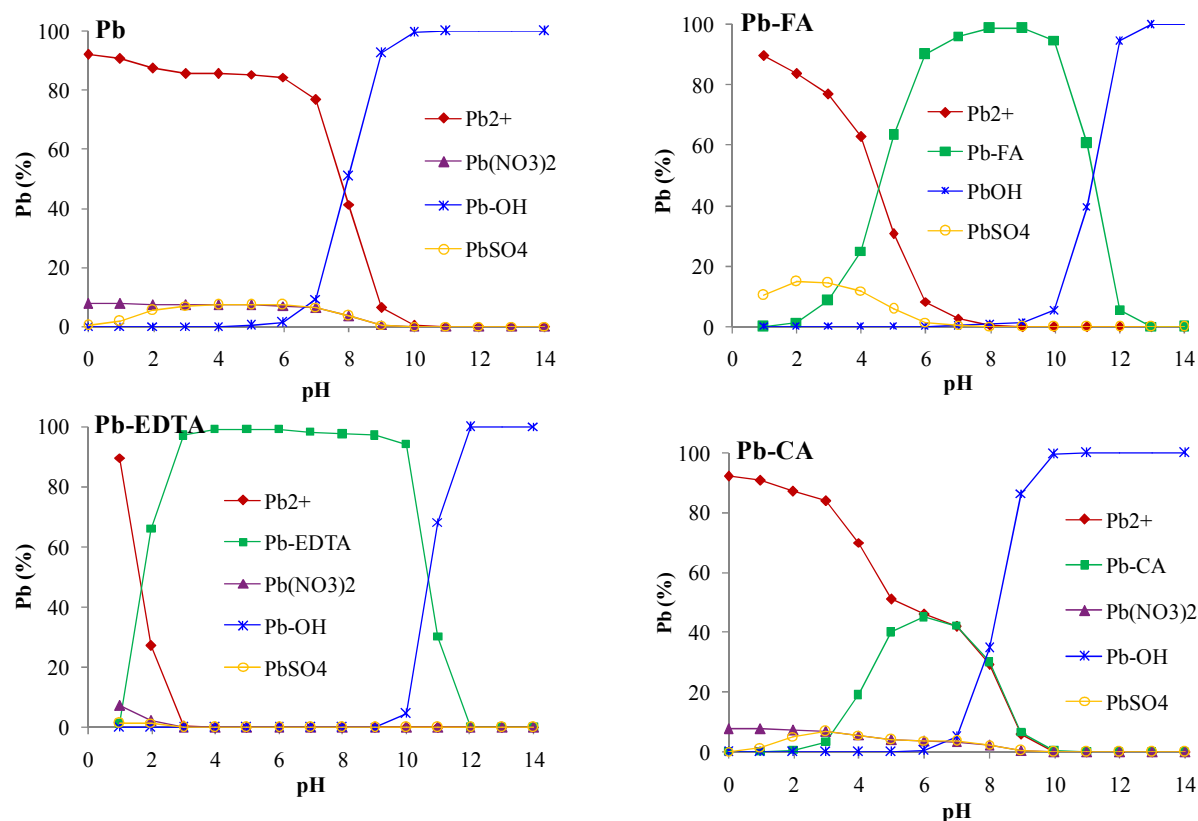 Pb
100
80
60
40
20
0
Pb (%)
0 2 4 6 8 10 12 14
pH
Pb2+
Pb(NO3)2
Pb-OH
PbSO4
Pb-FA
100
80
60
40
20
0
Pb (%)
0 2 4 6 8 10 12 14
pH
Pb2+
Pb-FA
PbOH
PbSO4
Pb-EDTA
100
80
60
40
20
0
Pb (%)
0 2 4 6 8 10 12 14
pH
Pb2+
Pb-EDTA
Pb(NO3)2
Pb-OH
PbSO4
Pb-CA
100
80
60
40
20
0
Pb (%)
0 2 4 6 8 10 12 14
pH
Pb2+
Pb-CA
Pb(NO3)2
Pb-OH
PbSO4